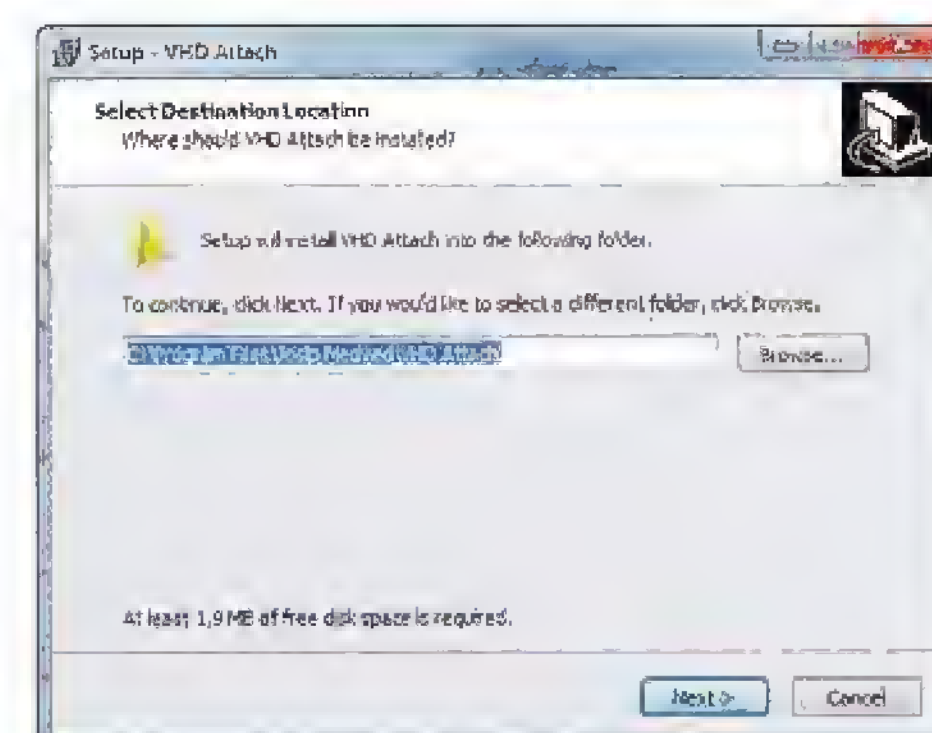 Setup - VHD Attach
Select Destination Location
Where should VHD Attach be installed?
Setup will install VHD Attach into the following folder.
To continue, click Next. If you would like to select a different folder, click Browse.
Browse...
At least 1,9 MB of free disk space is required.
Next >
Cancel